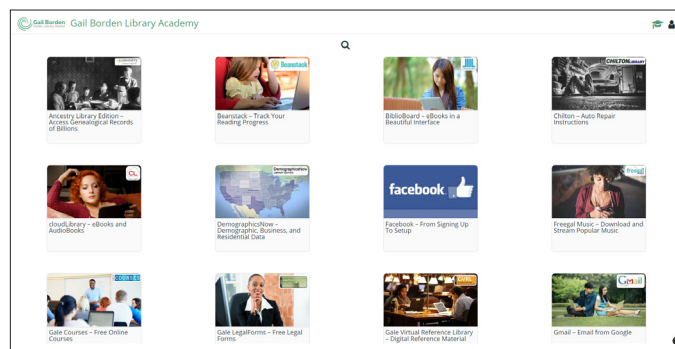 Gail Borden Gail Borden Library Academy
ancestry
Beanstack
CHILTON LIBRARY
Ancestry Library Edition –
Access Genealogical Records
of Billions
Beanstack – Track Your
Reading Progress
BiblioBoard – eBooks in a
Beautiful Interface
Chilton – Auto Repair
Instructions
CL
DemographicsNow
facebook
freegal
cloudLibrary – eBooks and
AudioBooks
DemographicsNow –
Demographic, Business, and
Residential Data
Facebook – From Signing Up
To Setup
Freegal Music – Download and
Stream Popular Music
GVRL
Gmail
Gale Courses – Free Online
Courses
Gale LegalForms – Free Legal
Forms
Gale Virtual Reference Library
– Digital Reference Material
Gmail – Email from Google